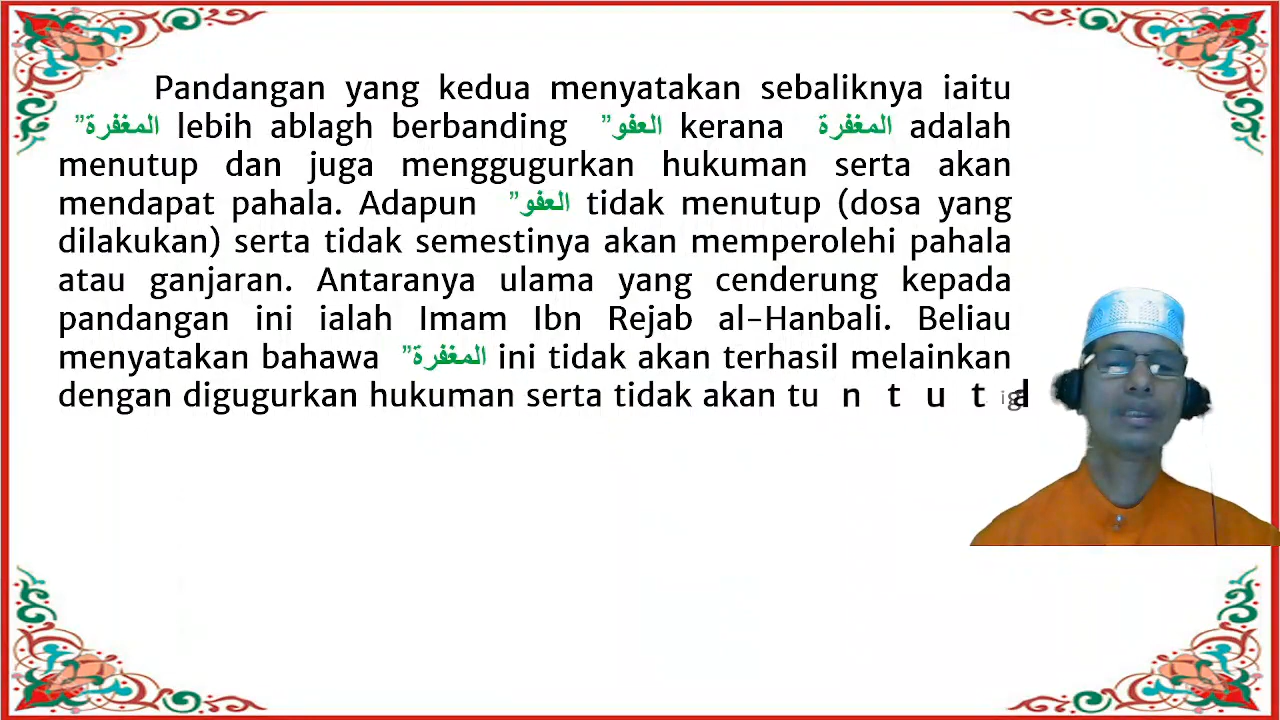 Pandangan yang kedua menyatakan sebaliknya iaitu
المغفرة” lebih ablagh berbanding العفو” kerana المغفرة adalah
menutup dan juga menggugurkan hukuman serta akan
mendapat pahala. Adapun العفو” tidak menutup (dosa yang
dilakukan) serta tidak semestinya akan memperolehi pahala
atau ganjaran. Antaranya ulama yang cenderung kepada
pandangan ini ialah Imam Ibn Rejab al-Hanbali. Beliau
menyatakan bahawa المغفرة” ini tidak akan terhasil melainkan
dengan digugurkan hukuman serta tidak akan tu n t u t